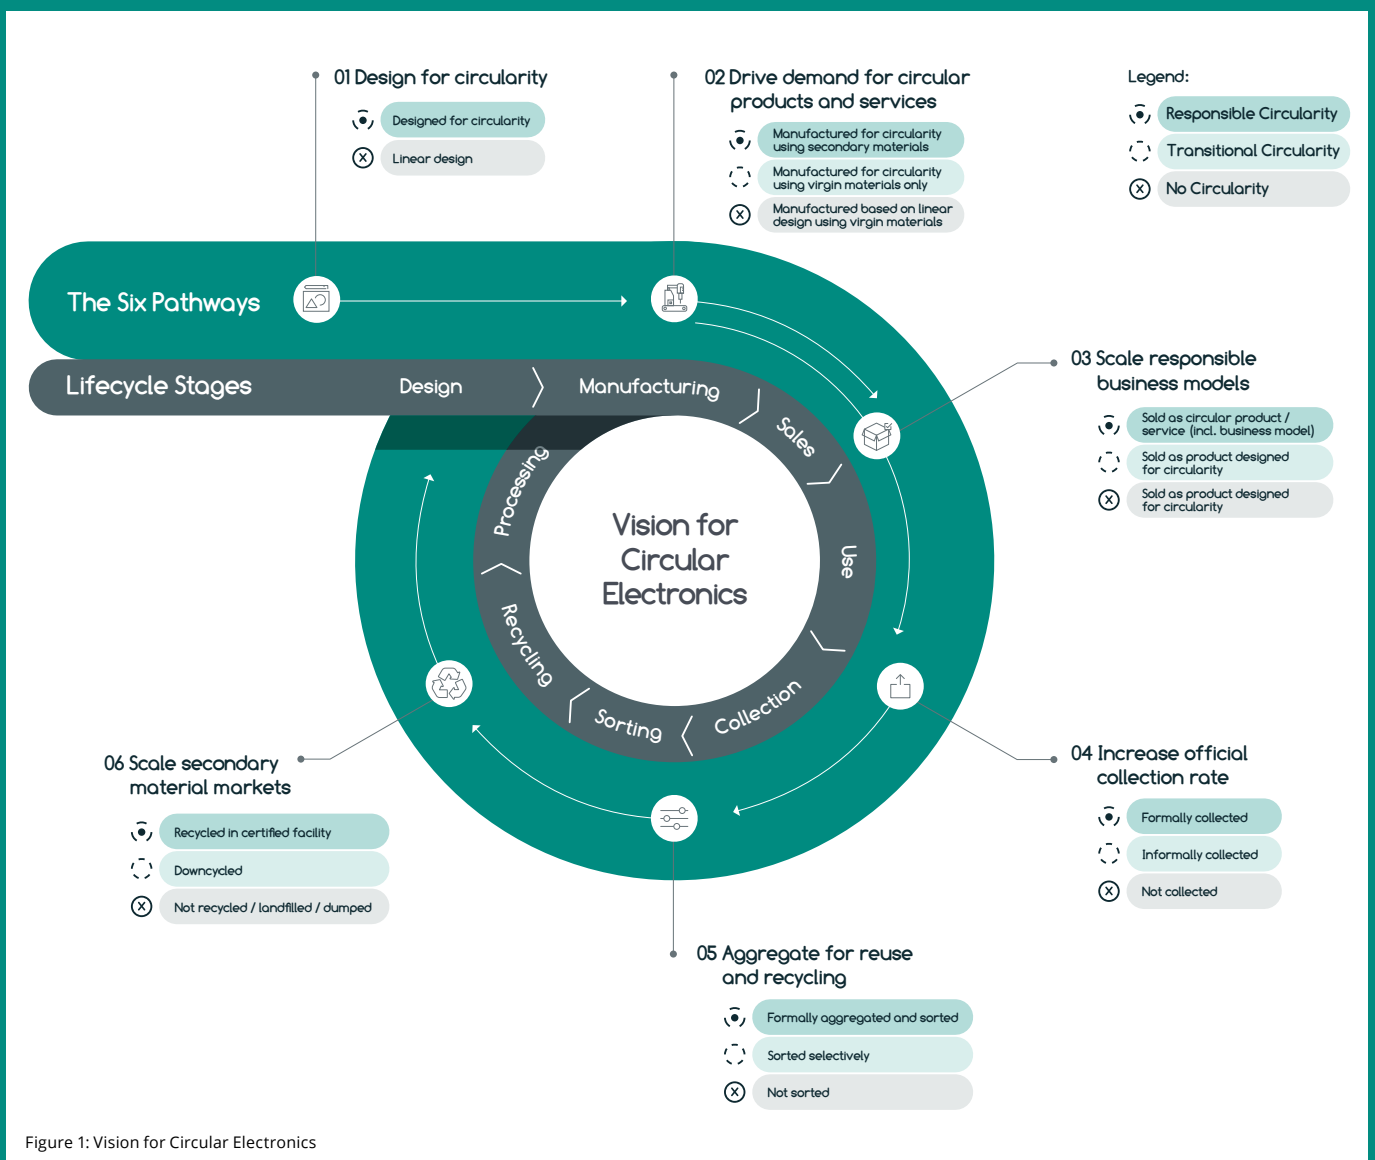 01 Design for circularity
Designed for circularity
Linear design
02 Drive demand for circular
products and services
Manufactured for circularity
using secondary materials
Manufactured for circularity
using virgin materials only
Manufactured based on linear
design using virgin materials
Legend:
Responsible Circularity
Transitional Circularity
No Circularity
The Six Pathways
Lifecycle Stages
Design
Manufacturing
Sales
Use
Collection
Sorting
Recycling
Processing
Vision for
Circular
Electronics
03 Scale responsible
business models
Sold as circular product /
service (incl. business model)
Sold as product designed
for circularity
Sold as product designed
for circularity
04 Increase official
collection rate
Formally collected
Informally collected
Not collected
05 Aggregate for reuse
and recycling
Formally aggregated and sorted
Sorted selectively
Not sorted
06 Scale secondary
material markets
Recycled in certified facility
Downcycled
Not recycled / landfilled / dumped
Figure 1: Vision for Circular Electronics